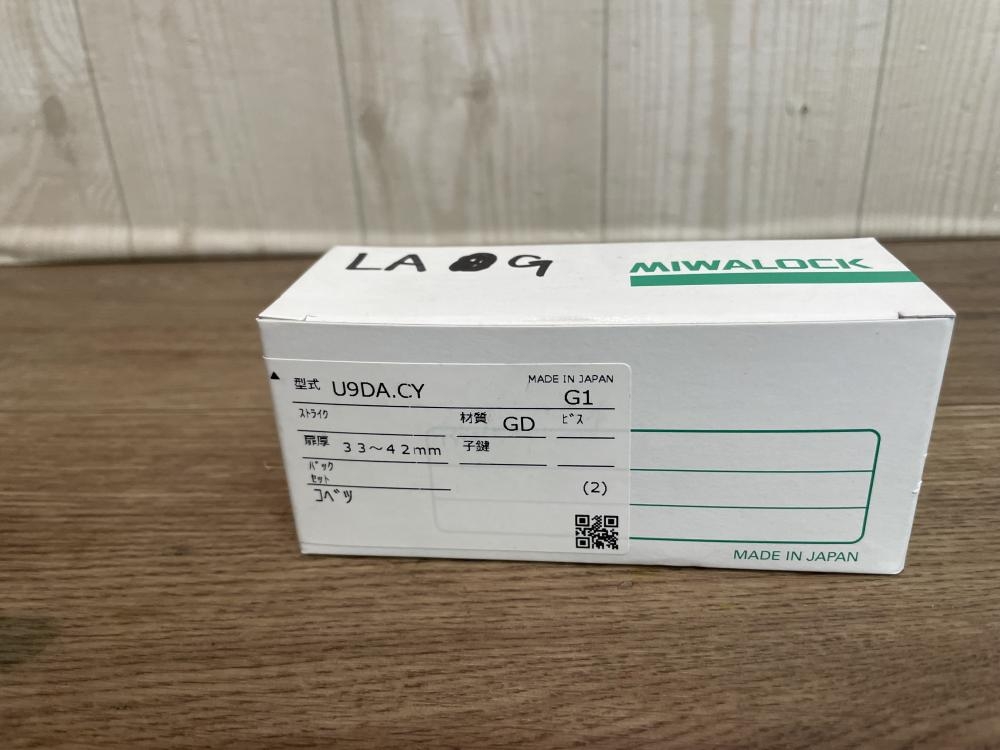 LA G
MIWALOCK
型式 U9DA.CY
MADE IN JAPAN
G1
ストライク
材質 GD
ビス
扉厚 33～42mm
子鍵
バック
セット
コベツ
(2)
MADE IN JAPAN